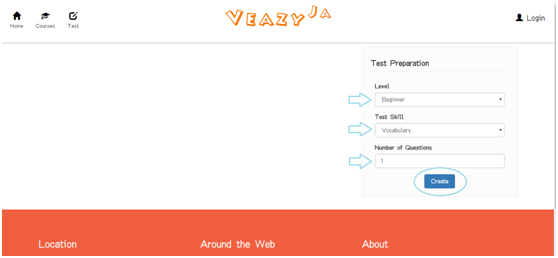 VEAZYJA
Login
Home Courses Test
Test Preparation
Level
Beginner
Test Skill
Vocabulary
Number of Questions
1
Create
Location Around the Web About